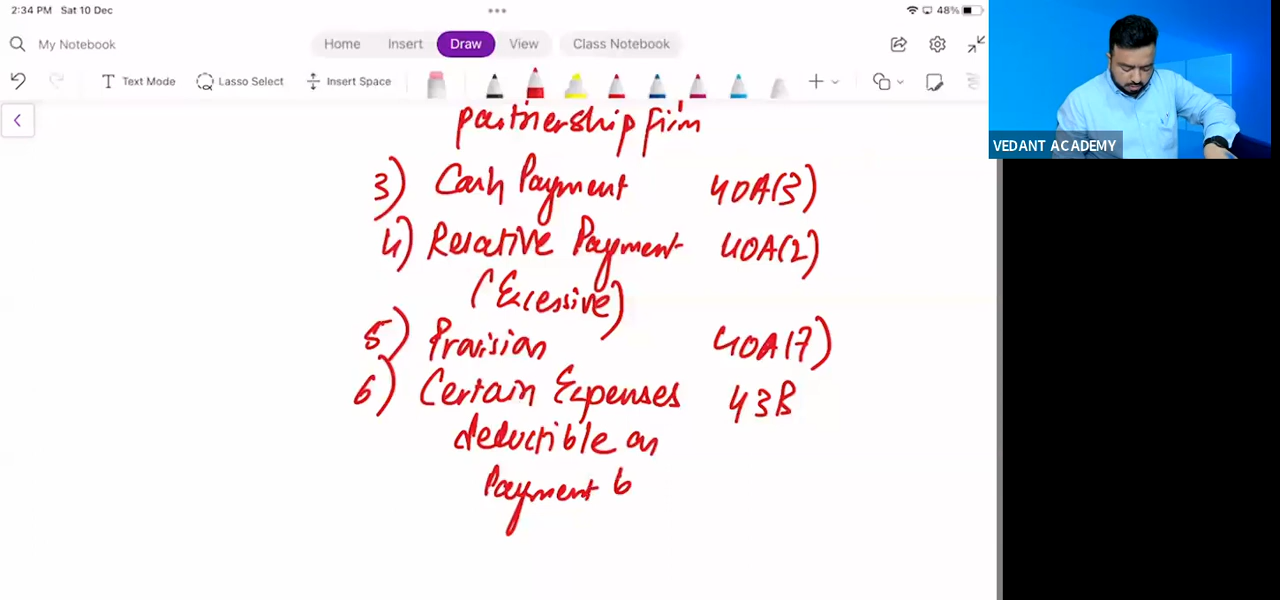 2:34 PM Sat 10 Dec
48%
My Notebook
Home Insert Draw View Class Notebook
Text Mode Lasso Select Insert Space
VEDANT ACADEMY
partnership firm
3) Cash Payment 40A(3)
4) Relative Payment 40A(2)
(Excessive)
5) Provision 40A(7)
6) Certain Expenses 43B
deductible on
Payment b